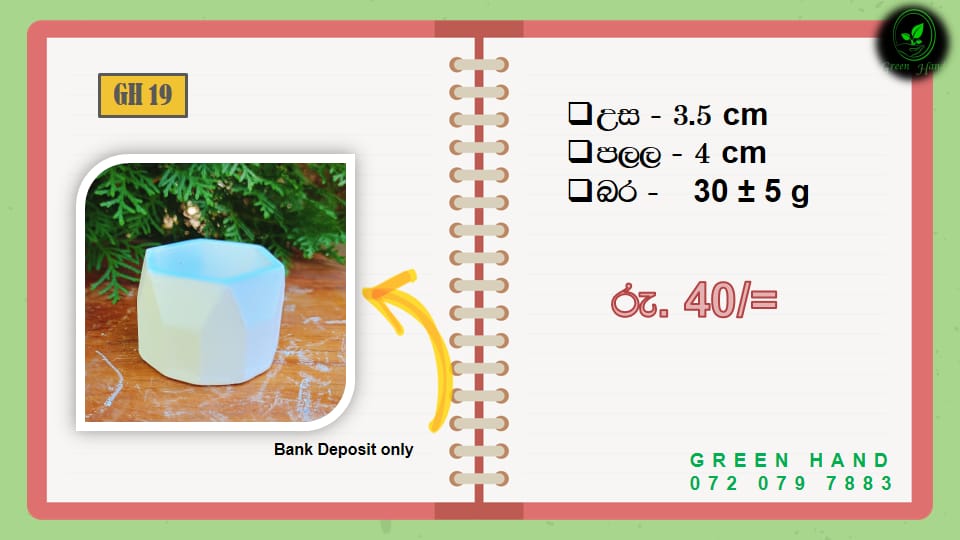 GH 19
Bank Deposit only
Green Hand
❑උස - 3.5 cm
❑පලල - 4 cm
❑බර - 30 ± 5 g
රු. 40/=
GREEN HAND
072 079 7883